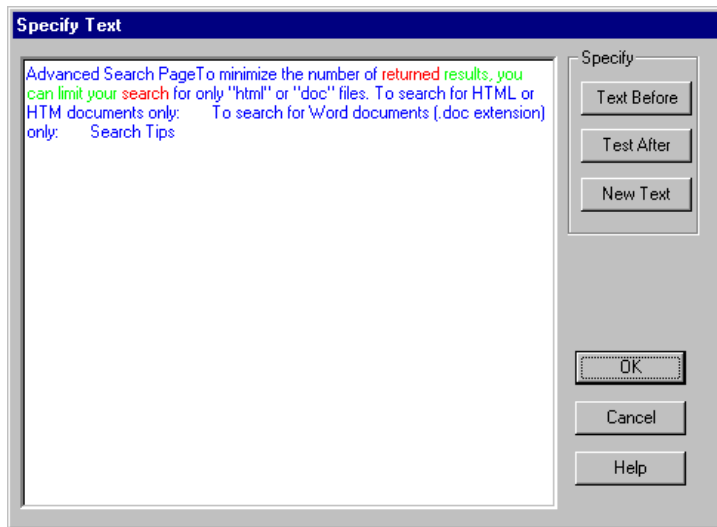 Specify Text
Advanced Search PageTo minimize the number of returned results, you
can limit your search for only "html" or "doc" files. To search for HTML or
HTM documents only: To search for Word documents (.doc extension)
only: Search Tips
Specify
Text Before
Test After
New Text
OK
Cancel
Help